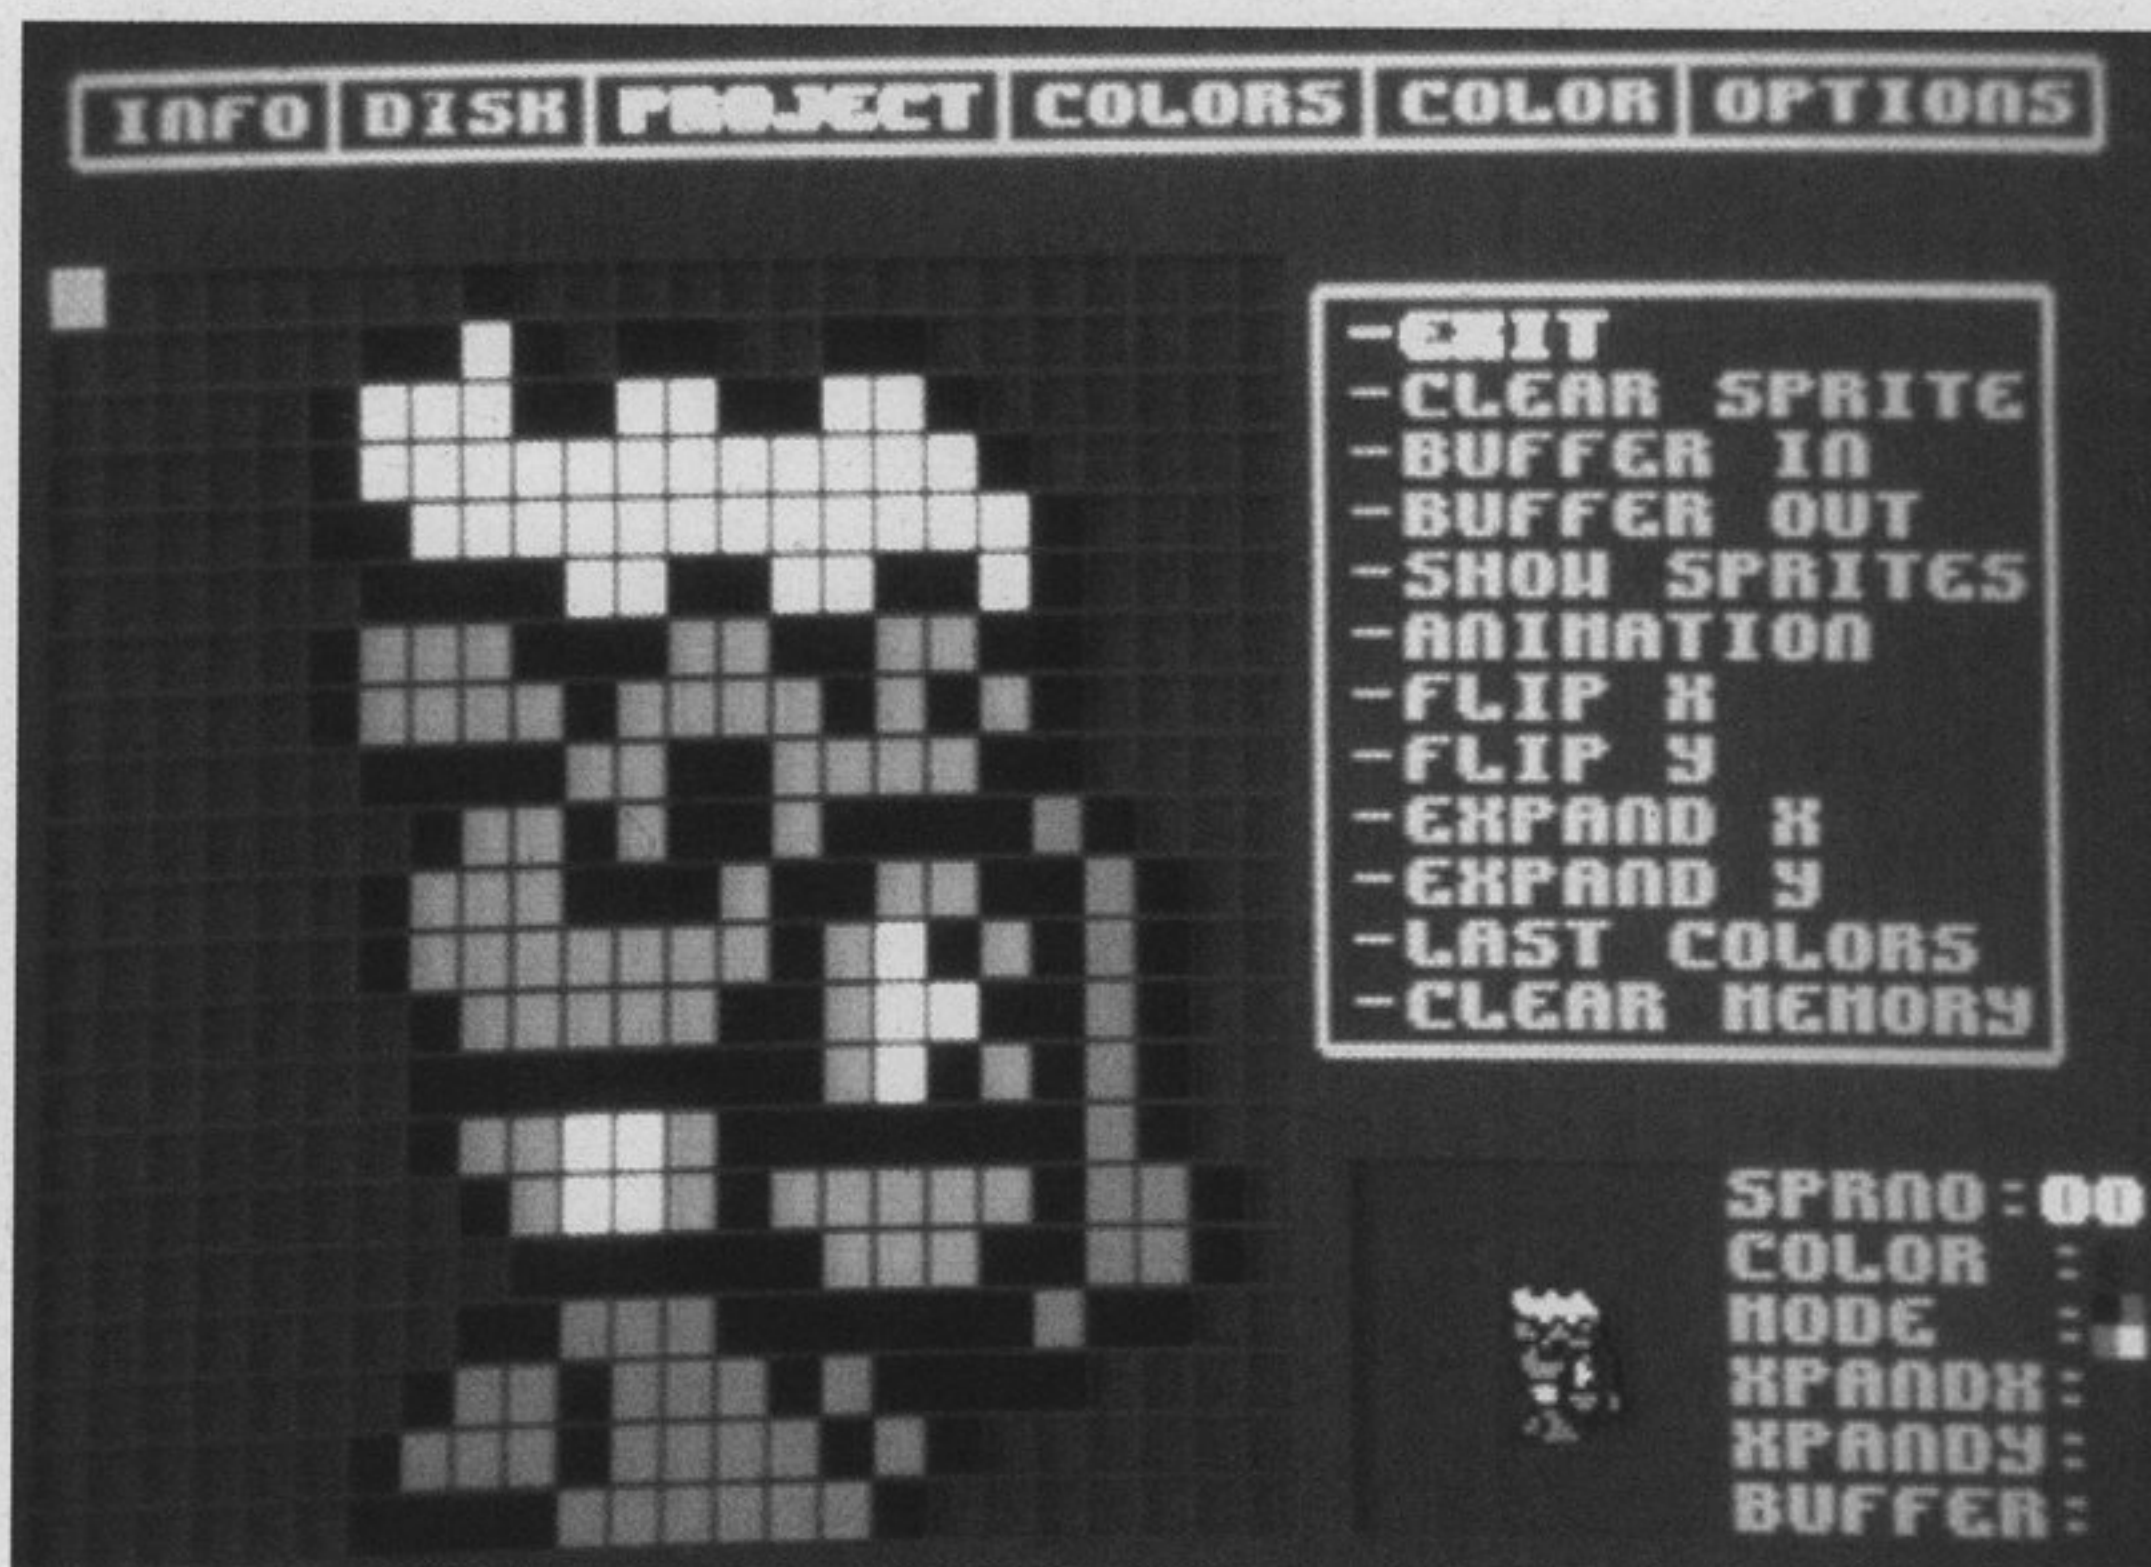 INFO DISK PROJECT COLORS COLOR OPTIONS
-EXIT
-CLEAR SPRITE
-BUFFER IN
-BUFFER OUT
-SHOW SPRITES
-ANIMATION
-FLIP X
-FLIP Y
-EXPAND X
-EXPAND Y
-LAST COLORS
-CLEAR MEMORY
SPRNO:00
COLOR :
MODE :
XPANDX:
XPANDY:
BUFFER: